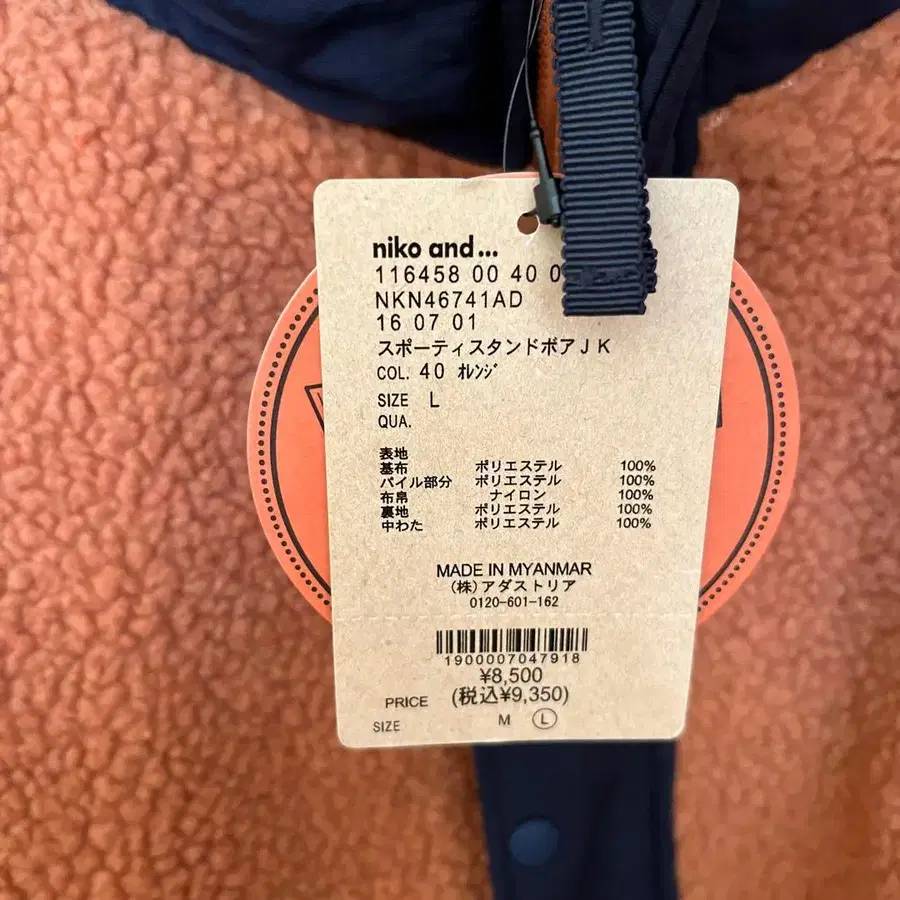 niko and...
116458 00 40 0
NKN46741AD
16 07 01
スポーティスタンドボアJK
COL. 40 オレンジ
SIZE L
QUA.
表地
基布 ポリエステル 100%
パイル部分 ポリエステル 100%
布帛 ナイロン 100%
裏地 ポリエステル 100%
中わた ポリエステル 100%
MADE IN MYANMAR
(株)アダストリア
0120-601-162
1900007047918
¥8,500
PRICE (税込¥9,350)
SIZE M L